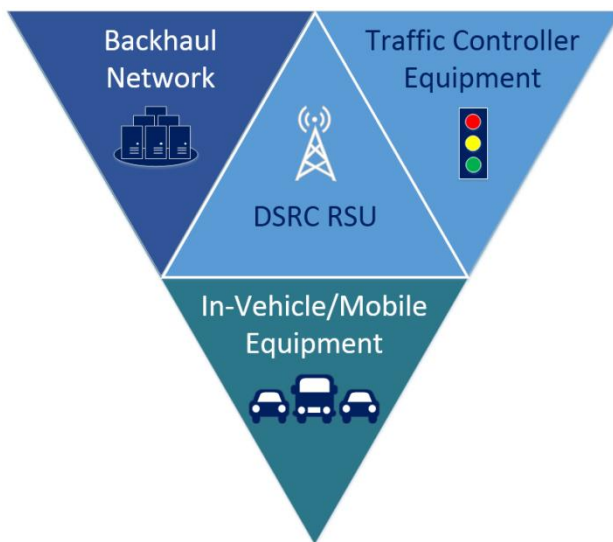 Backhaul
Network
Traffic Controller
Equipment
DSRC RSU
In-Vehicle/Mobile
Equipment